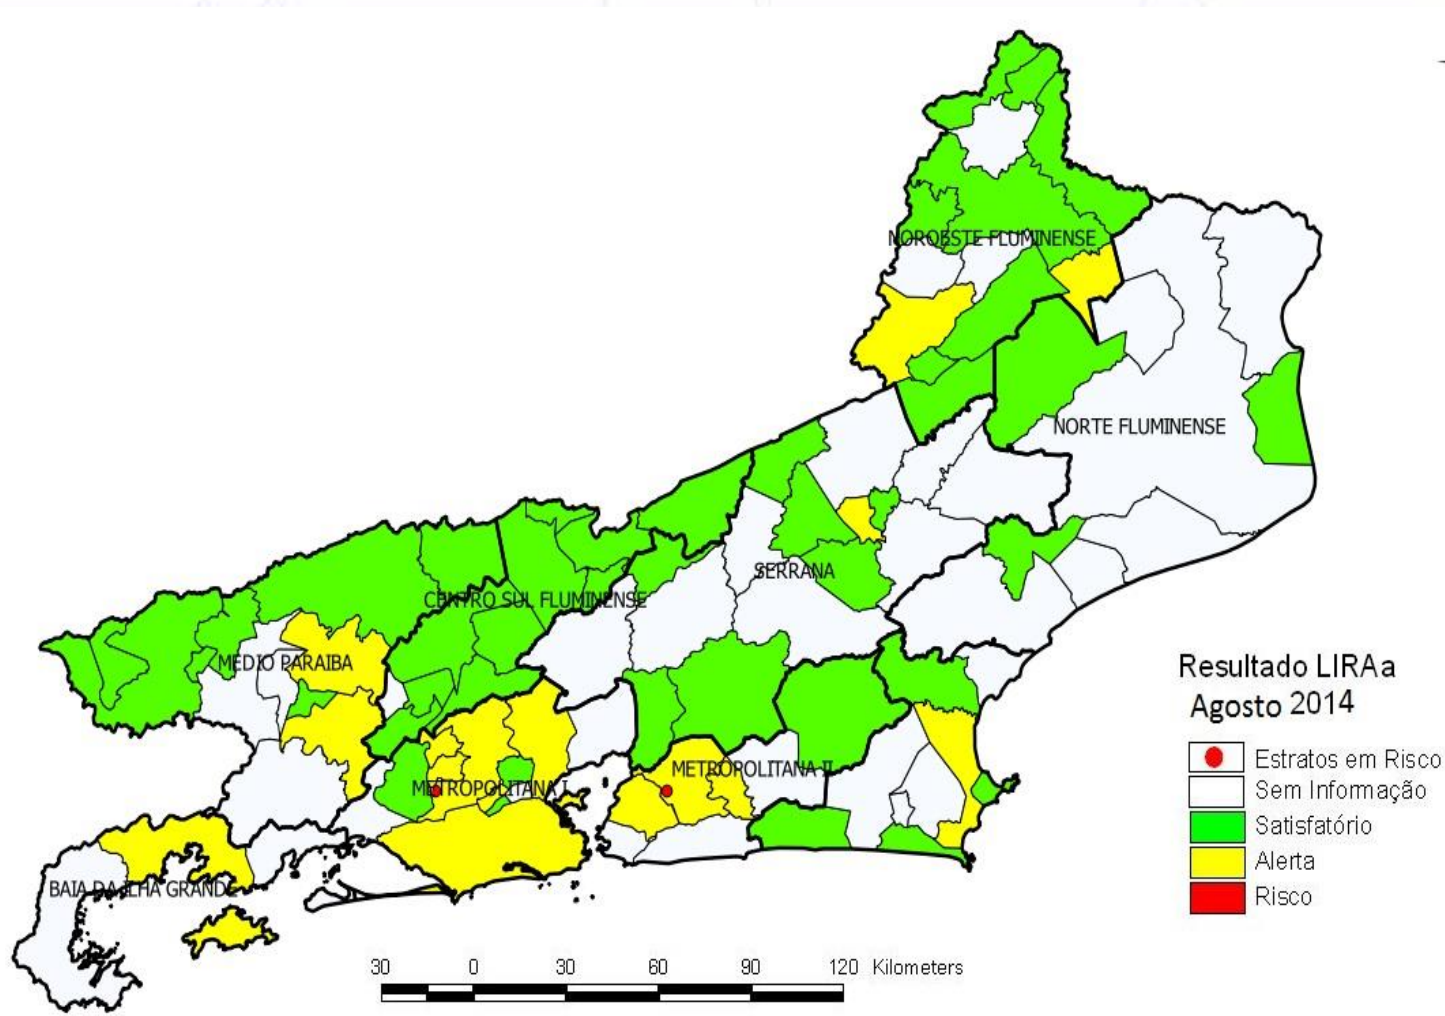 NOROESTE FLUMINENSE
NORTE FLUMINENSE
SERRANA
CENTRO SUL FLUMINENSE
MEDIO PARAIBA
METROPOLITANA I
METROPOLITANA II
BAIA DA ILHA GRANDE
Resultado LIRAa
Agosto 2014
Estratos em Risco
Sem Informação
Satisfatório
Alerta
Risco
30 0 30 60 90 120 Kilometers